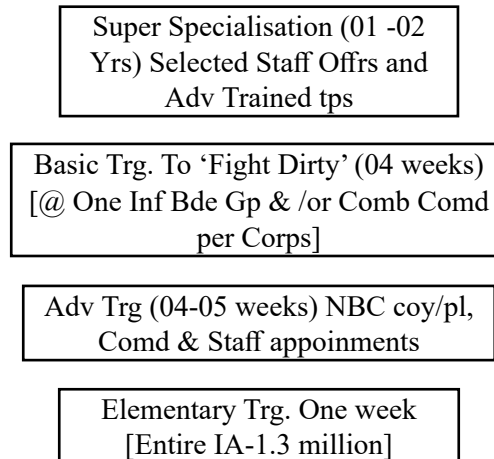 Super Specialisation (01 -02
Yrs) Selected Staff Offrs and
Adv Trained tps
Basic Trg. To ‘Fight Dirty’ (04 weeks)
[@ One Inf Bde Gp & /or Comb Comd
per Corps]
Adv Trg (04-05 weeks) NBC coy/pl,
Comd & Staff appoinments
Elementary Trg. One week
[Entire IA-1.3 million]